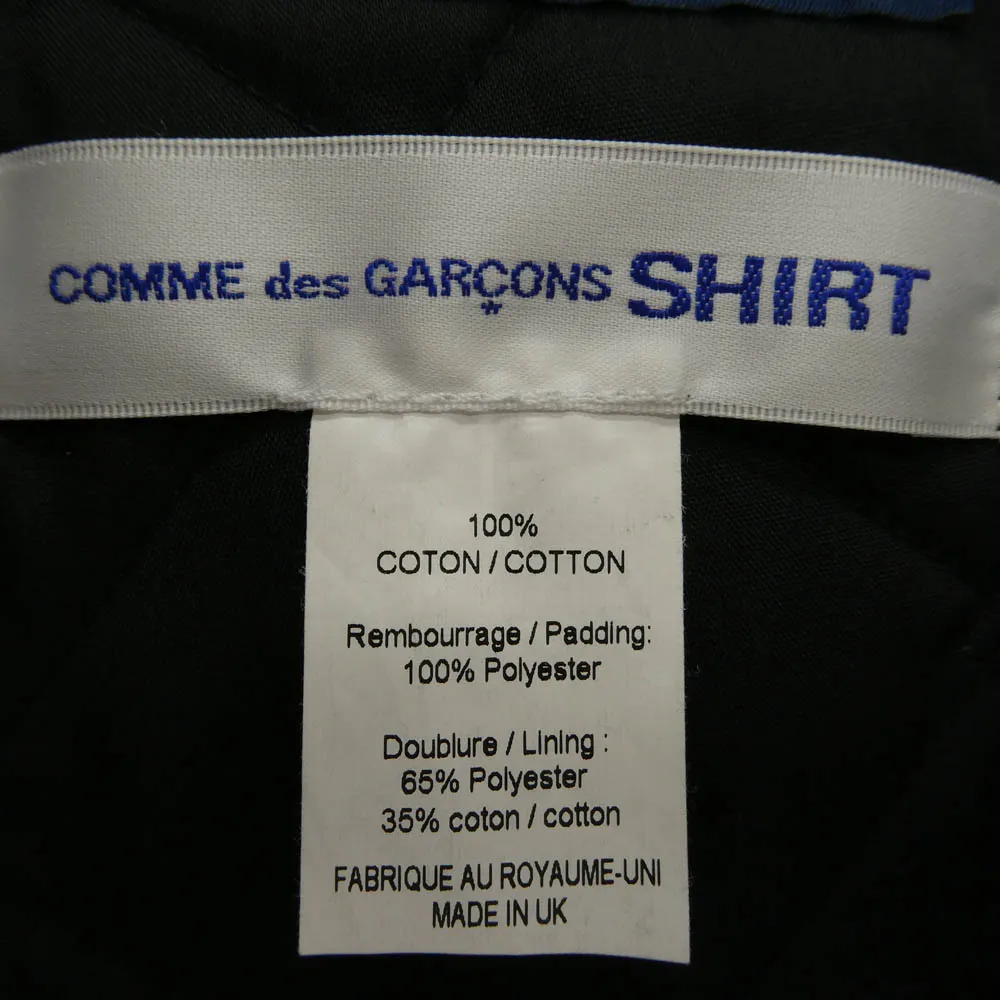 COMME des GARÇONS SHIRT
*
100%
COTON / COTTON
Rembourrage / Padding:
100% Polyester
Doublure / Lining :
65% Polyester
35% coton / cotton
FABRIQUE AU ROYAUME-UNI
MADE IN UK